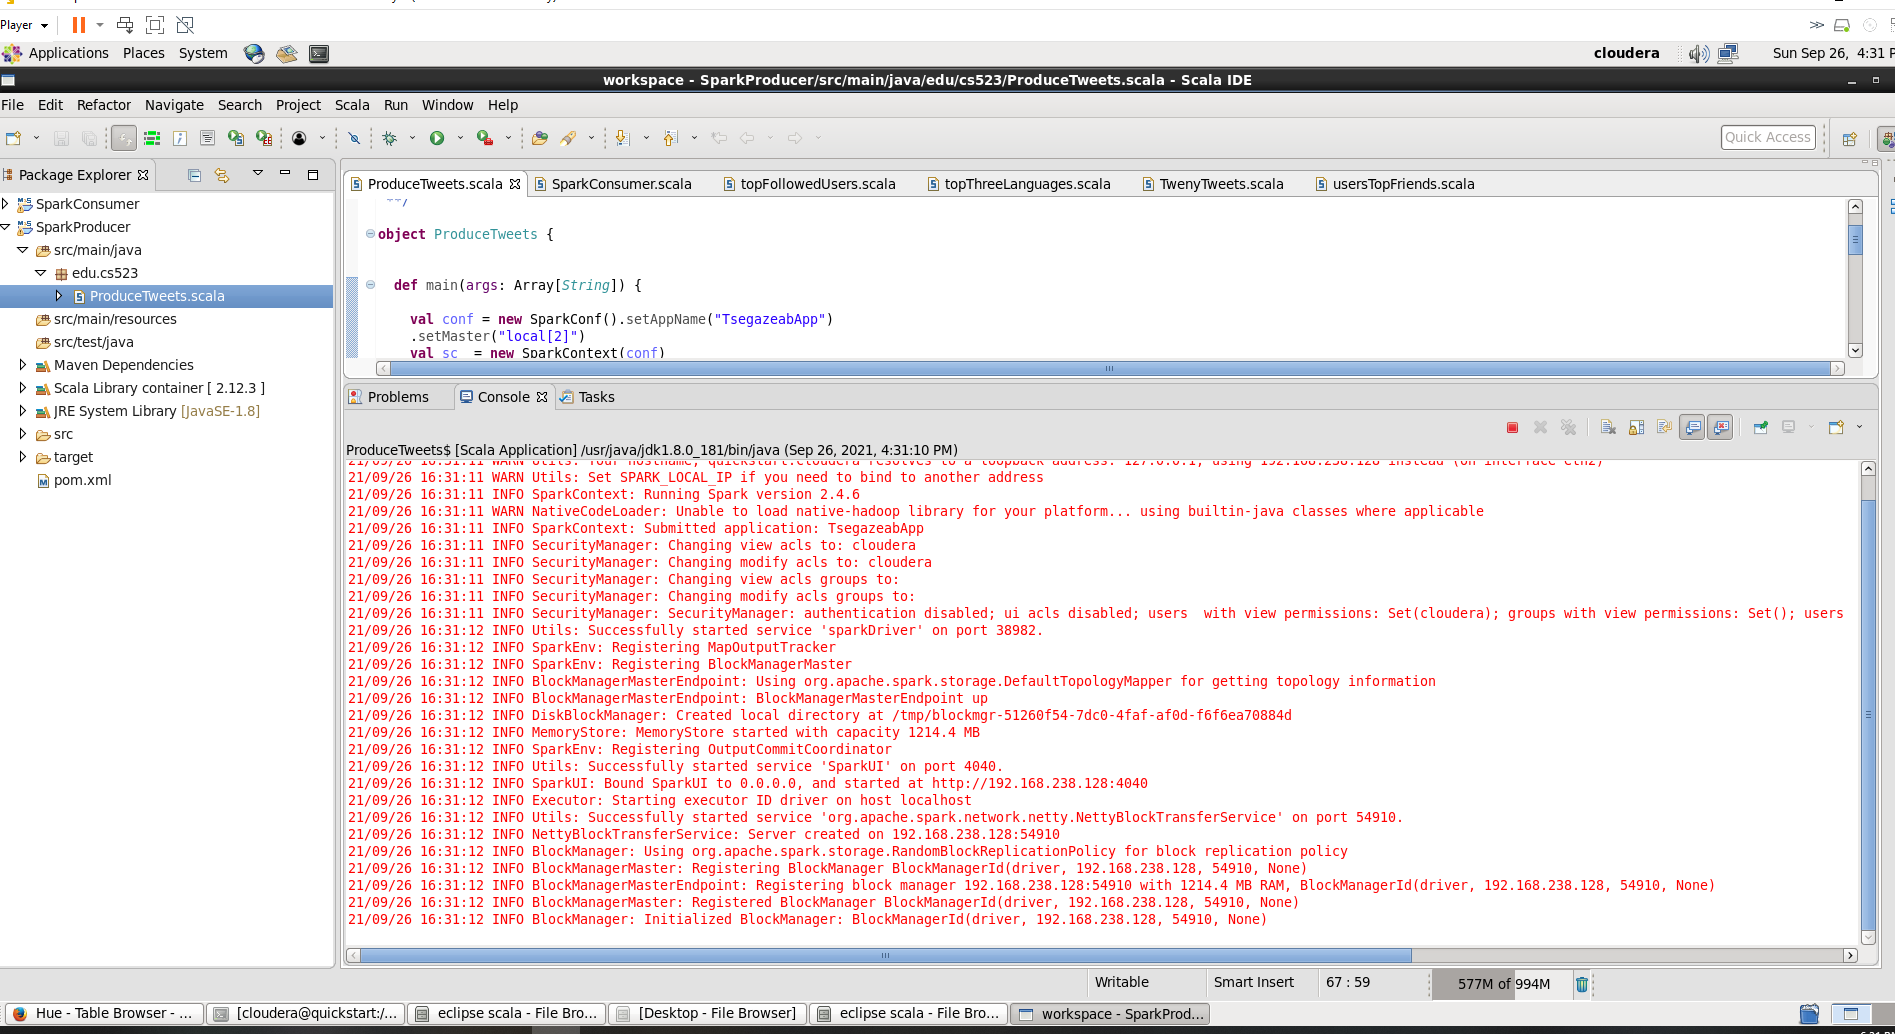 Player
Applications Places System cloudera Sun Sep 26, 4:31 P
workspace - SparkProducer/src/main/java/edu/cs523/ProduceTweets.scala - Scala IDE
File Edit Refactor Navigate Search Project Scala Run Window Help
Quick Access
Package Explorer
SparkConsumer
SparkProducer
src/main/java
edu.cs523
ProduceTweets.scala
src/main/resources
src/test/java
Maven Dependencies
Scala Library container [ 2.12.3 ]
JRE System Library [JavaSE-1.8]
src
target
pom.xml
ProduceTweets.scala SparkConsumer.scala topFollowedUsers.scala topThreeLanguages.scala TwenyTweets.scala usersTopFriends.scala
**/
object ProduceTweets {
def main(args: Array[String]) {
val conf = new SparkConf().setAppName("TsegazeabApp")
.setMaster("local[2]")
val sc = new SparkContext(conf)
Problems Console Tasks
ProduceTweets$ [Scala Application] /usr/java/jdk1.8.0_181/bin/java (Sep 26, 2021, 4:31:10 PM)
21/09/26 16:31:11 WARN Utils: Your hostname, quickstart.cloudera resolves to a loopback address: 127.0.0.1; using 192.168.238.128 instead (on interface eth2)
21/09/26 16:31:11 WARN Utils: Set SPARK_LOCAL_IP if you need to bind to another address
21/09/26 16:31:11 INFO SparkContext: Running Spark version 2.4.6
21/09/26 16:31:11 WARN NativeCodeLoader: Unable to load native-hadoop library for your platform... using builtin-java classes where applicable
21/09/26 16:31:11 INFO SparkContext: Submitted application: TsegazeabApp
21/09/26 16:31:11 INFO SecurityManager: Changing view acls to: cloudera
21/09/26 16:31:11 INFO SecurityManager: Changing modify acls to: cloudera
21/09/26 16:31:11 INFO SecurityManager: Changing view acls groups to:
21/09/26 16:31:11 INFO SecurityManager: Changing modify acls groups to:
21/09/26 16:31:11 INFO SecurityManager: SecurityManager: authentication disabled; ui acls disabled; users  with view permissions: Set(cloudera); groups with view permissions: Set(); users
21/09/26 16:31:12 INFO Utils: Successfully started service 'sparkDriver' on port 38982.
21/09/26 16:31:12 INFO SparkEnv: Registering MapOutputTracker
21/09/26 16:31:12 INFO SparkEnv: Registering BlockManagerMaster
21/09/26 16:31:12 INFO BlockManagerMasterEndpoint: Using org.apache.spark.storage.DefaultTopologyMapper for getting topology information
21/09/26 16:31:12 INFO BlockManagerMasterEndpoint: BlockManagerMasterEndpoint up
21/09/26 16:31:12 INFO DiskBlockManager: Created local directory at /tmp/blockmgr-51260f54-7dc0-4faf-af0d-f6f6ea70884d
21/09/26 16:31:12 INFO MemoryStore: MemoryStore started with capacity 1214.4 MB
21/09/26 16:31:12 INFO SparkEnv: Registering OutputCommitCoordinator
21/09/26 16:31:12 INFO Utils: Successfully started service 'SparkUI' on port 4040.
21/09/26 16:31:12 INFO SparkUI: Bound SparkUI to 0.0.0.0, and started at http://192.168.238.128:4040
21/09/26 16:31:12 INFO Executor: Starting executor ID driver on host localhost
21/09/26 16:31:12 INFO Utils: Successfully started service 'org.apache.spark.network.netty.NettyBlockTransferService' on port 54910.
21/09/26 16:31:12 INFO NettyBlockTransferService: Server created on 192.168.238.128:54910
21/09/26 16:31:12 INFO BlockManager: Using org.apache.spark.storage.RandomBlockReplicationPolicy for block replication policy
21/09/26 16:31:12 INFO BlockManagerMaster: Registering BlockManager BlockManagerId(driver, 192.168.238.128, 54910, None)
21/09/26 16:31:12 INFO BlockManagerMasterEndpoint: Registering block manager 192.168.238.128:54910 with 1214.4 MB RAM, BlockManagerId(driver, 192.168.238.128, 54910, None)
21/09/26 16:31:12 INFO BlockManagerMaster: Registered BlockManager BlockManagerId(driver, 192.168.238.128, 54910, None)
21/09/26 16:31:12 INFO BlockManager: Initialized BlockManager: BlockManagerId(driver, 192.168.238.128, 54910, None)
Writable Smart Insert 67 : 59 577M of 994M
Hue - Table Browser - ... [cloudera@quickstart:/... eclipse scala - File Bro... [Desktop - File Browser] eclipse scala - File Bro... workspace - SparkProd...